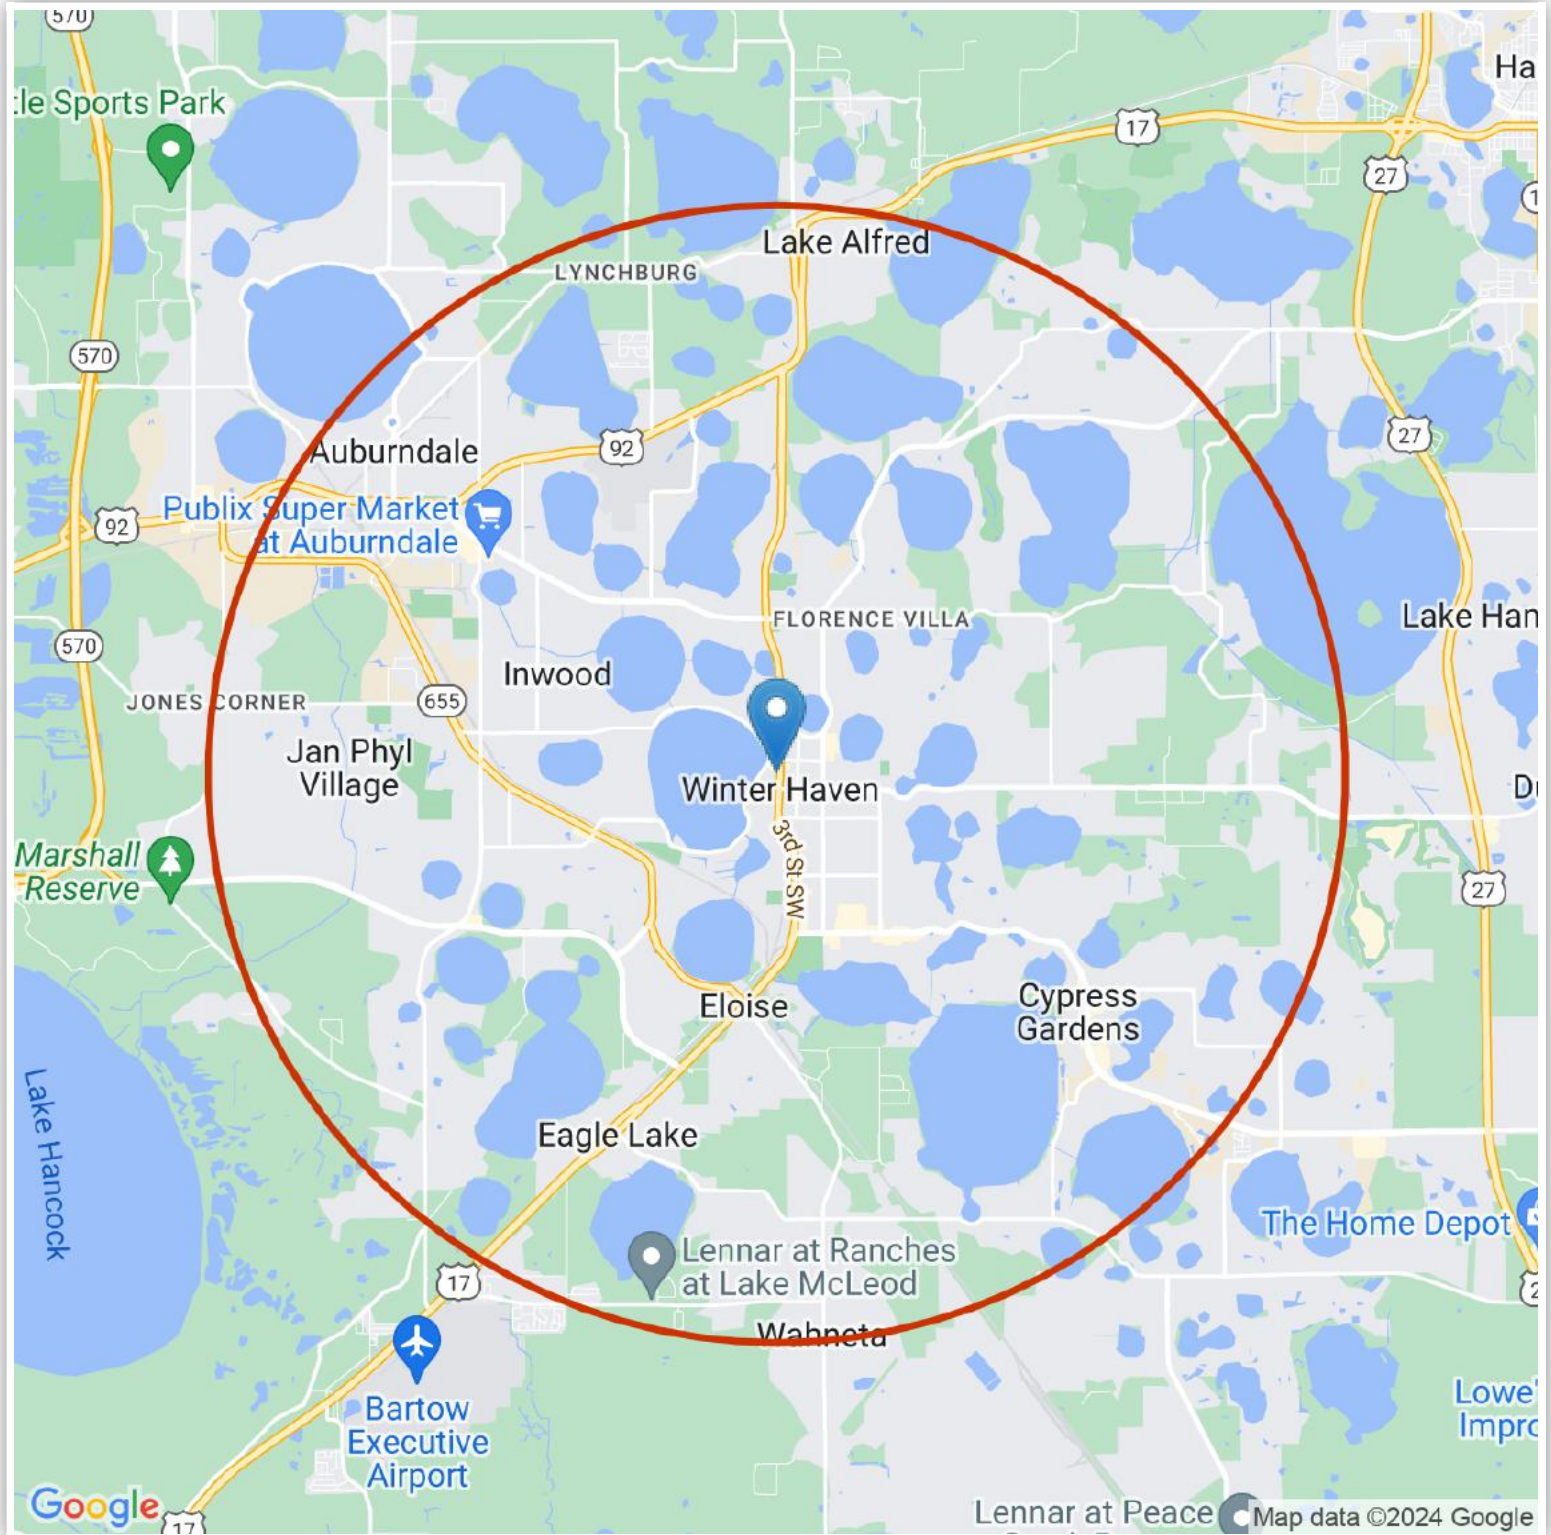 570
Ha
tle Sports Park
17
27
Lake Alfred
LYNCHBURG
570
27
Auburndale
92
Publix Super Market
at Auburndale
92
FLORENCE VILLA
Lake Han
570
Inwood
JONES CORNER
655
Jan Phyl
Village
Winter Haven
3rd St SW
Marshall
Reserve
27
Eloise
Cypress
Gardens
Lake Hancock
Eagle Lake
The Home Depot
Lennar at Ranches
at Lake McLeod
17
Wahneta
Bartow
Executive
Airport
Lowe'
Impro
Google
17
Lennar at Peace
Map data ©2024 Google